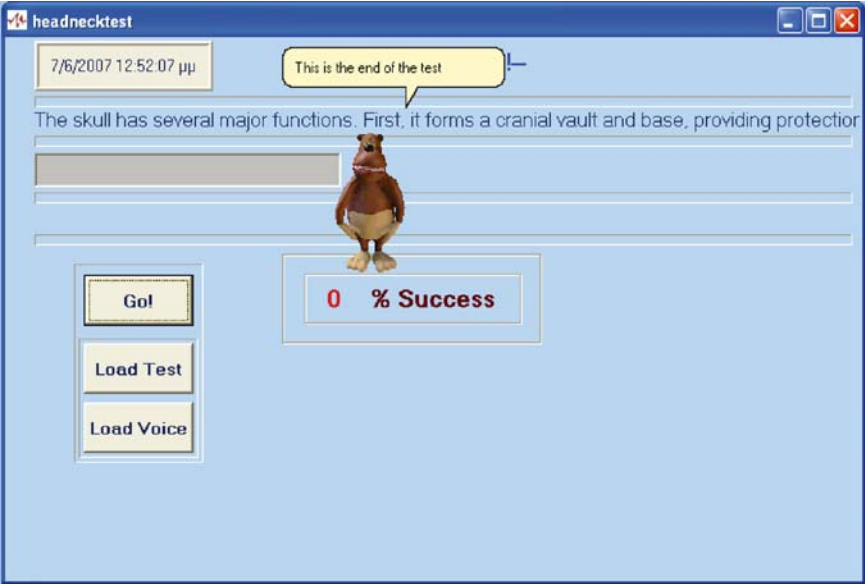 headnecktest
7/6/2007 12:52:07 μμ
This is the end of the test
The skull has several major functions. First, it forms a cranial vault and base, providing protection
Go!
0 % Success
Load Test
Load Voice